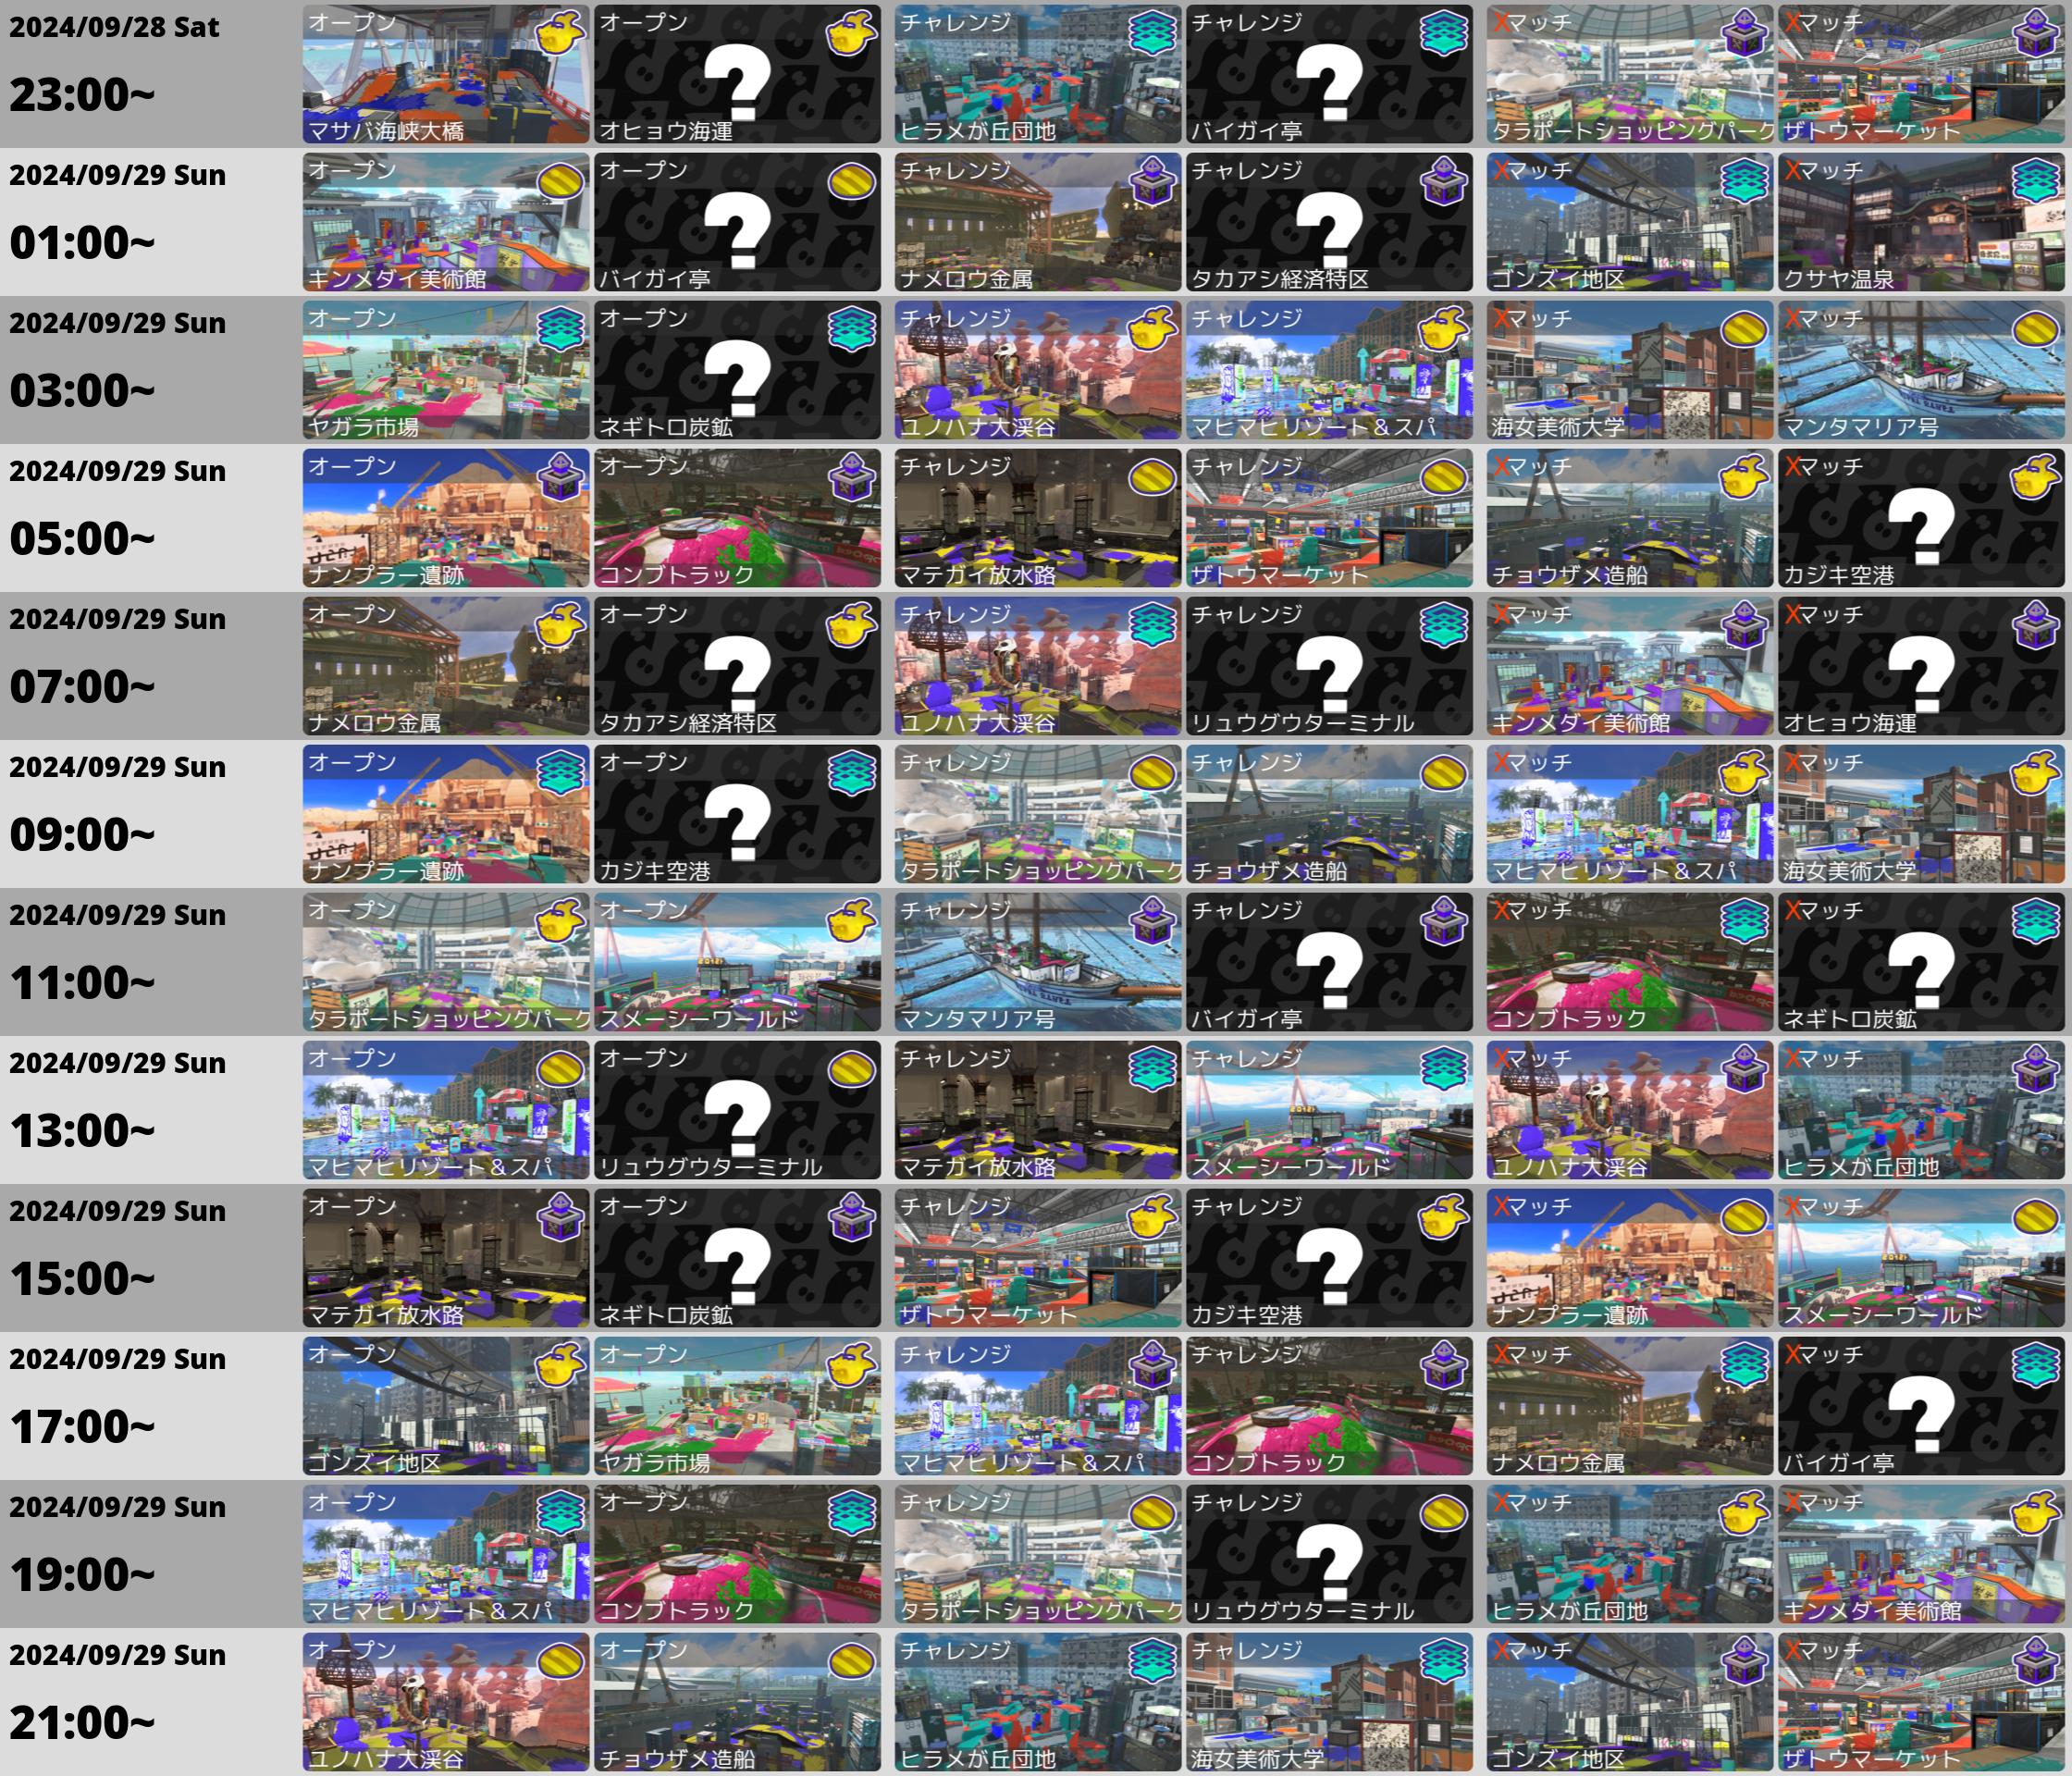 2024/09/28 Sat
23:00~
オープン
マサバ海峡大橋
オープン
オヒョウ海運
チャレンジ
ヒラメが丘団地
チャレンジ
バイガイ亭
Xマッチ
タラポートショッピングパーク
Xマッチ
ザトウマーケット
2024/09/29 Sun
01:00~
オープン
キンメダイ美術館
オープン
バイガイ亭
チャレンジ
ナメロウ金属
チャレンジ
タカアシ経済特区
Xマッチ
ゴンズイ地区
Xマッチ
クサヤ温泉
2024/09/29 Sun
03:00~
オープン
ヤガラ市場
オープン
ネギトロ炭鉱
チャレンジ
ユノハナ大渓谷
チャレンジ
マヒマヒリゾート＆スパ
Xマッチ
海女美術大学
Xマッチ
マンタマリア号
2024/09/29 Sun
05:00~
オープン
ナンプラー遺跡
オープン
コンブトラック
チャレンジ
マテガイ放水路
チャレンジ
ザトウマーケット
Xマッチ
チョウザメ造船
Xマッチ
カジキ空港
2024/09/29 Sun
07:00~
オープン
ナメロウ金属
オープン
タカアシ経済特区
チャレンジ
ユノハナ大渓谷
チャレンジ
リュウグウターミナル
Xマッチ
キンメダイ美術館
Xマッチ
オヒョウ海運
2024/09/29 Sun
09:00~
オープン
ナンプラー遺跡
オープン
カジキ空港
チャレンジ
タラポートショッピングパーク
チャレンジ
チョウザメ造船
Xマッチ
マヒマヒリゾート＆スパ
Xマッチ
海女美術大学
2024/09/29 Sun
11:00~
オープン
タラポートショッピングパーク
オープン
スメーシーワールド
チャレンジ
マンタマリア号
チャレンジ
バイガイ亭
Xマッチ
コンブトラック
Xマッチ
ネギトロ炭鉱
2024/09/29 Sun
13:00~
オープン
マヒマヒリゾート＆スパ
オープン
リュウグウターミナル
チャレンジ
マテガイ放水路
チャレンジ
スメーシーワールド
Xマッチ
ユノハナ大渓谷
Xマッチ
ヒラメが丘団地
2024/09/29 Sun
15:00~
オープン
マテガイ放水路
オープン
ネギトロ炭鉱
チャレンジ
ザトウマーケット
チャレンジ
カジキ空港
Xマッチ
ナンプラー遺跡
Xマッチ
スメーシーワールド
2024/09/29 Sun
17:00~
オープン
ゴンズイ地区
オープン
ヤガラ市場
チャレンジ
マヒマヒリゾート＆スパ
チャレンジ
コンブトラック
Xマッチ
ナメロウ金属
Xマッチ
バイガイ亭
2024/09/29 Sun
19:00~
オープン
マヒマヒリゾート＆スパ
オープン
コンブトラック
チャレンジ
タラポートショッピングパーク
チャレンジ
リュウグウターミナル
Xマッチ
ヒラメが丘団地
Xマッチ
キンメダイ美術館
2024/09/29 Sun
21:00~
オープン
ユノハナ大渓谷
オープン
チョウザメ造船
チャレンジ
ヒラメが丘団地
チャレンジ
海女美術大学
Xマッチ
ゴンズイ地区
Xマッチ
ザトウマーケット